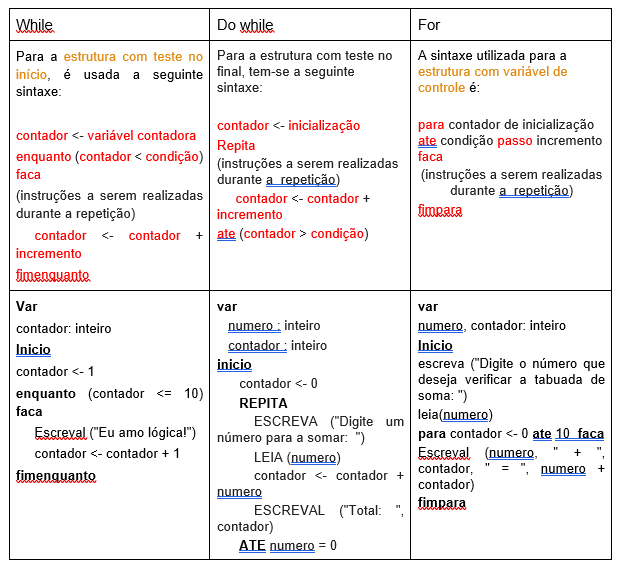 While
Do while
For
Para a estrutura com teste no
início, é usada a seguinte
sintaxe:
contador <- variável contadora
enquanto (contador < condição)
faca
(instruções a serem realizadas
durante a repetição)
contador <- contador +
incremento
fimenquanto
Para a estrutura com teste no
final, tem-se a seguinte
sintaxe:
contador <- inicialização
Repita
(instruções a serem realizadas
durante a repetição)
contador <- contador +
incremento
ate (contador > condição)
A sintaxe utilizada para a
estrutura com variável de
controle é:
para contador de inicialização
ate condição passo incremento
faca
(instruções a serem realizadas
durante a repetição)
fimpara
Var
contador: inteiro
Inicio
contador <- 1
enquanto (contador <= 10)
faca
Escreval ("Eu amo lógica!")
contador <- contador + 1
fimenquanto
var
numero : inteiro
contador : inteiro
inicio
contador <- 0
REPITA
ESCREVA ("Digite um
número para a somar: ")
LEIA (numero)
contador <- contador +
numero
ESCREVAL ("Total: ",
contador)
ATE numero = 0
var
numero, contador: inteiro
Inicio
escreva ("Digite o número que
deseja verificar a tabuada de
soma: ")
leia(numero)
para contador <- 0 ate 10 faca
Escreval (numero, " + ",
contador, " = ", numero +
contador)
fimpara